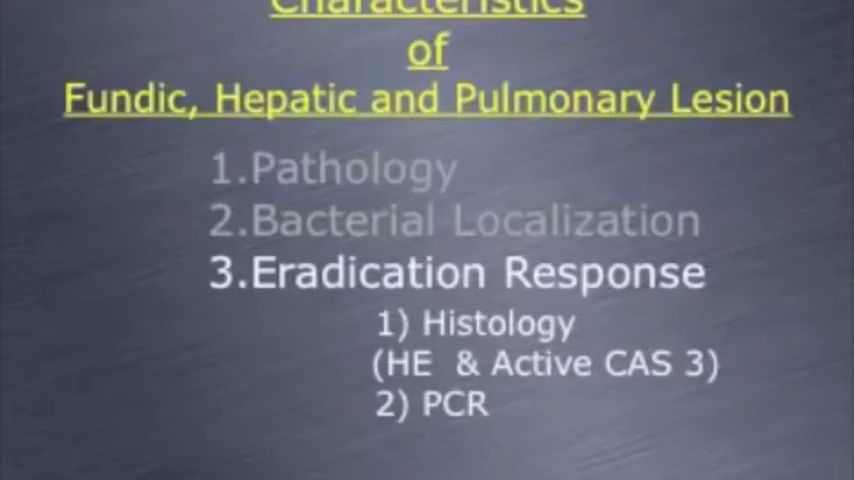 Characteristics
of
Fundic, Hepatic and Pulmonary Lesion
1.Pathology
2.Bacterial Localization
3.Eradication Response
1) Histology
(HE & Active CAS 3)
2) PCR